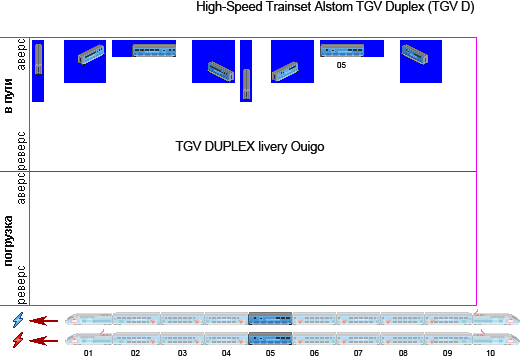 High-Speed Trainset Alstom TGV Duplex (TGV D)
аверс
в пути
05
реверс
TGV DUPLEX livery Ouigo
аверс
погрузка
реверс
01 02 03 04 05 06 07 08 09 10